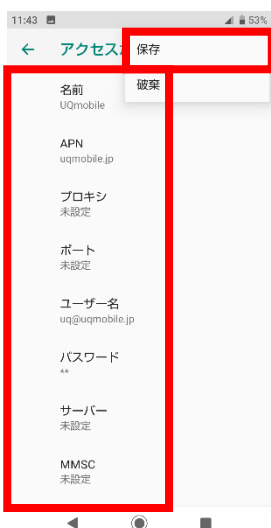 11:43 53%
アクセスポ
保存
破棄
名前
UQmobile
APN
uqmobile.jp
プロキシ
未設定
ポート
未設定
ユーザー名
uq@uqmobile.jp
パスワード
**
サーバー
未設定
MMSC
未設定